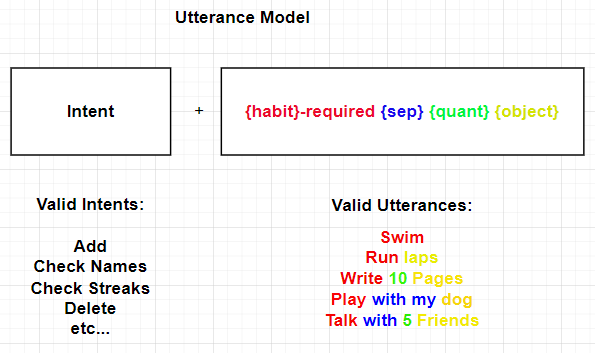 Utterance Model
Intent
+
{habit}-required {sep} {quant} {object}
Valid Intents:
Add
Check Names
Check Streaks
Delete
etc...
Valid Utterances:
Swim
Run laps
Write 10 Pages
Play with my dog
Talk with 5 Friends